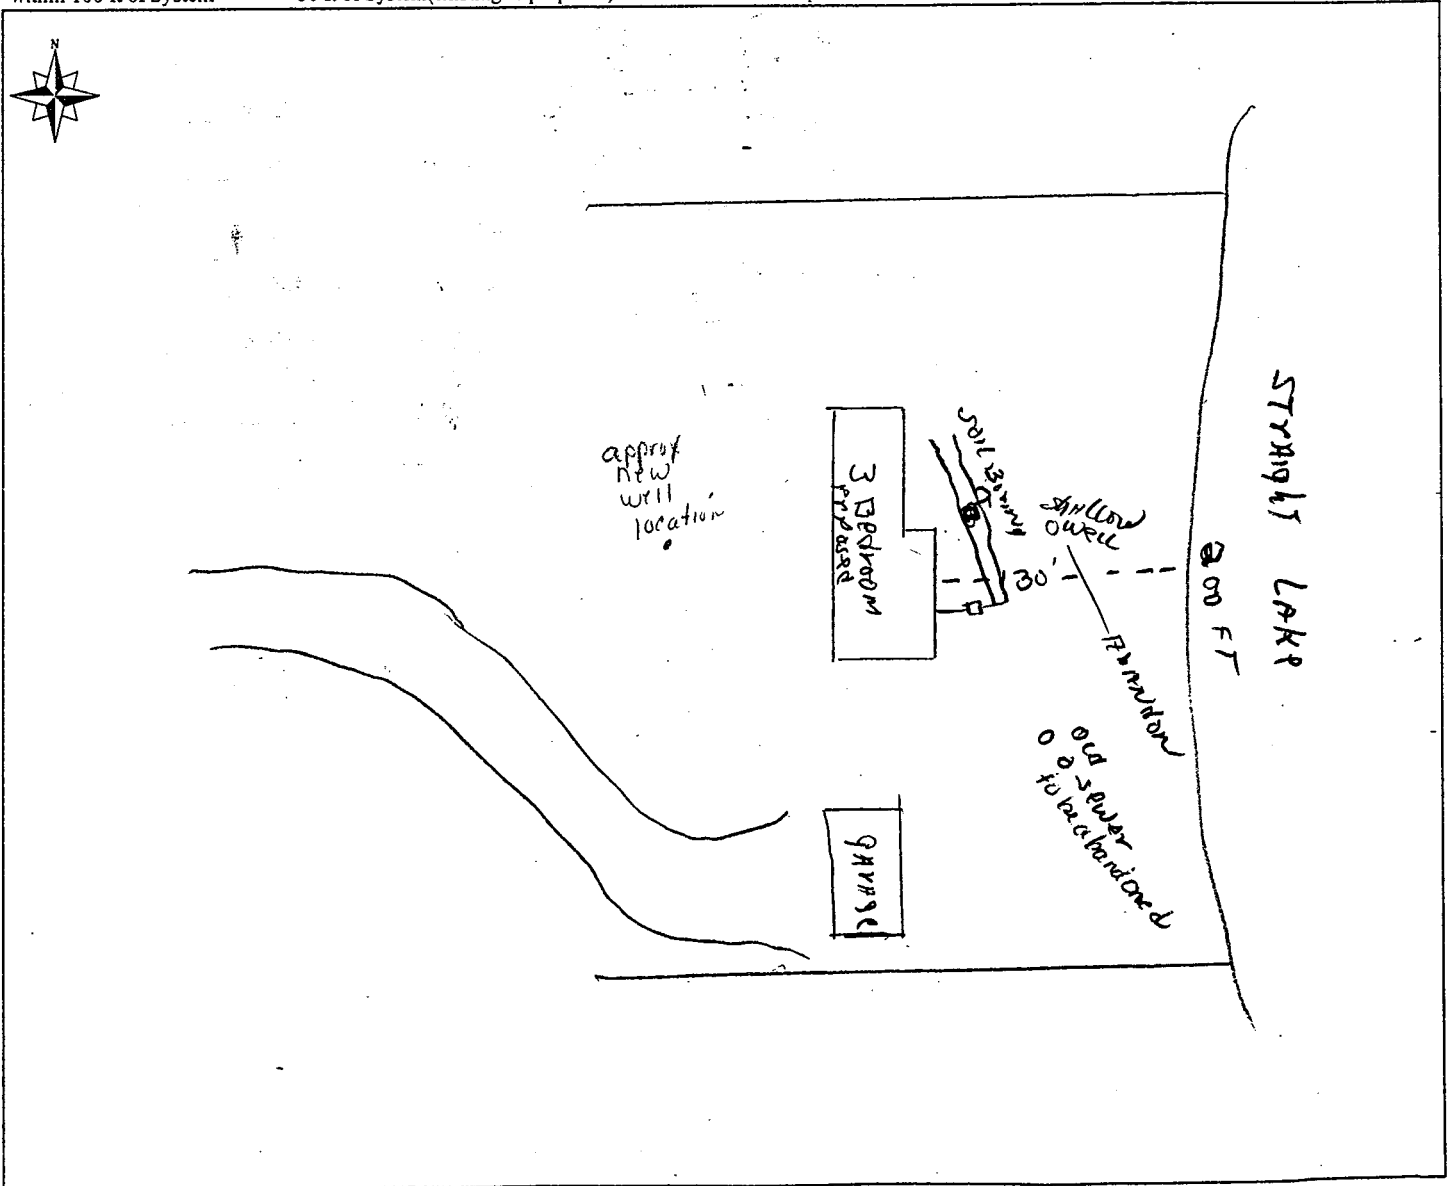 N
approx
new
well
location
3 Bedroom
proposed
Soil Boring
shallow
well
130'
Abandon
200 FT
STrAighT LAKe
old
sewer
to be abandoned
gArAge